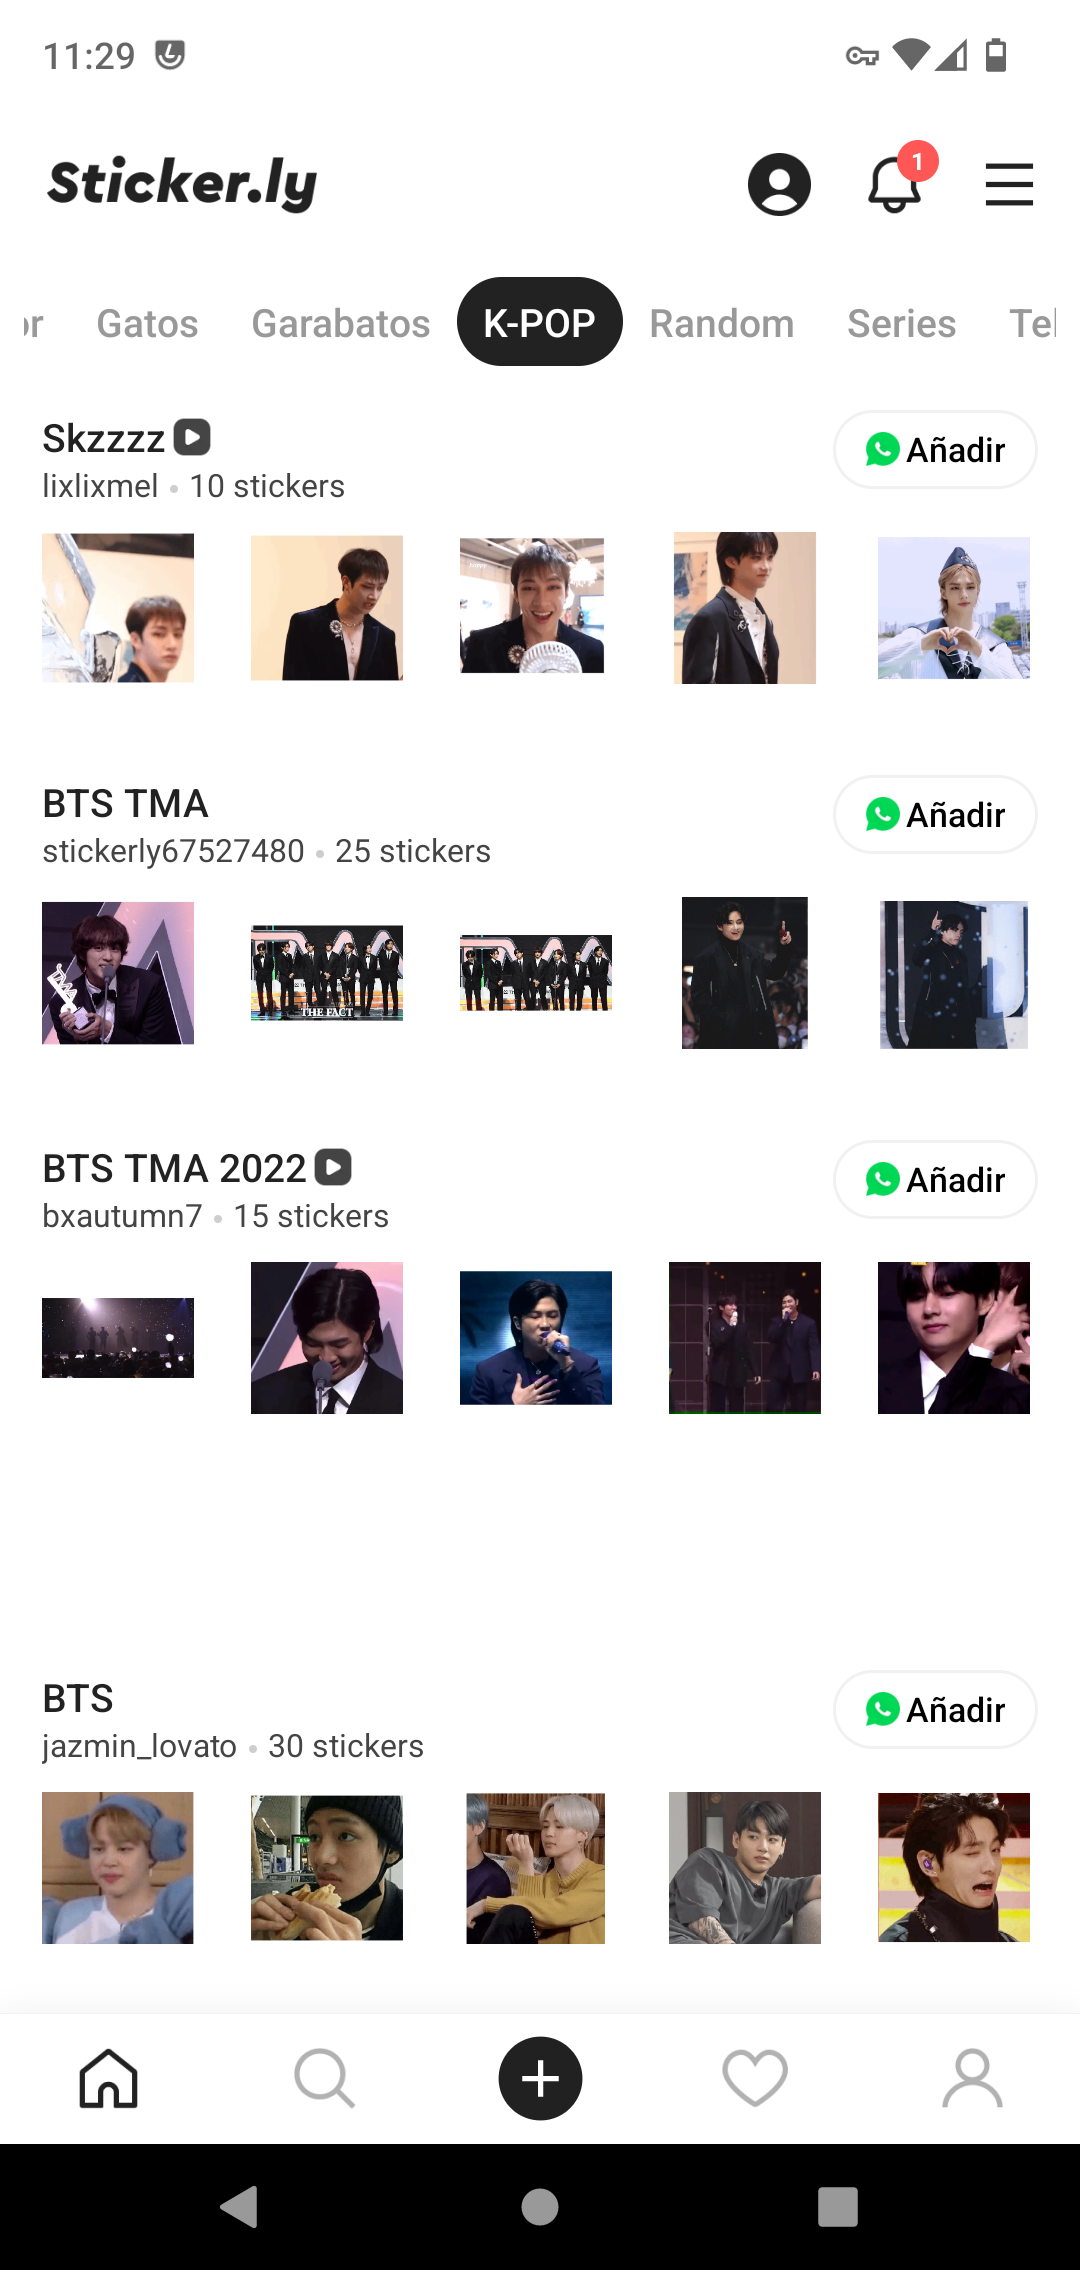 11:29
Sticker.ly
1
or Gatos Garabatos K-POP Random Series Tel
Skzzzz
Añadir
lixlixmel • 10 stickers
BTS TMA
Añadir
stickerly67527480 • 25 stickers
THE FACT
BTS TMA 2022
Añadir
bxautumn7 • 15 stickers
BTS
Añadir
jazmin_lovato • 30 stickers